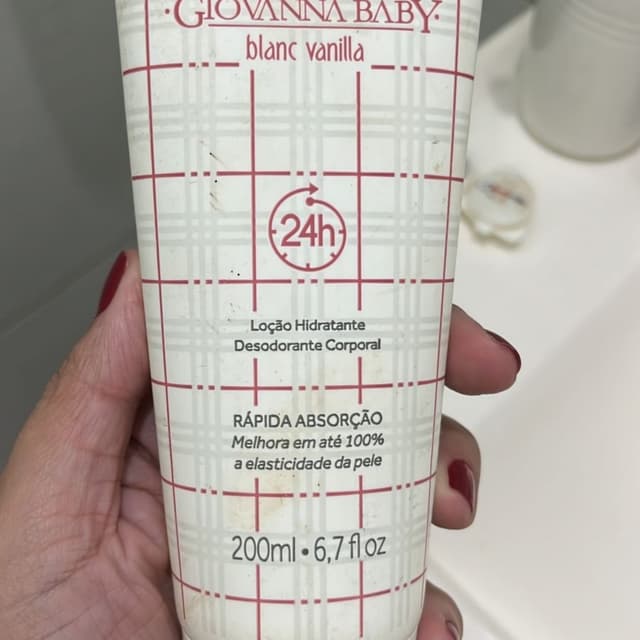 GIOVANNA BABY
blanc vanilla
24h
Loção Hidratante
Desodorante Corporal
RÁPIDA ABSORÇÃO
Melhora em até 100%
a elasticidade da pele
200ml • 6,7 fl oz